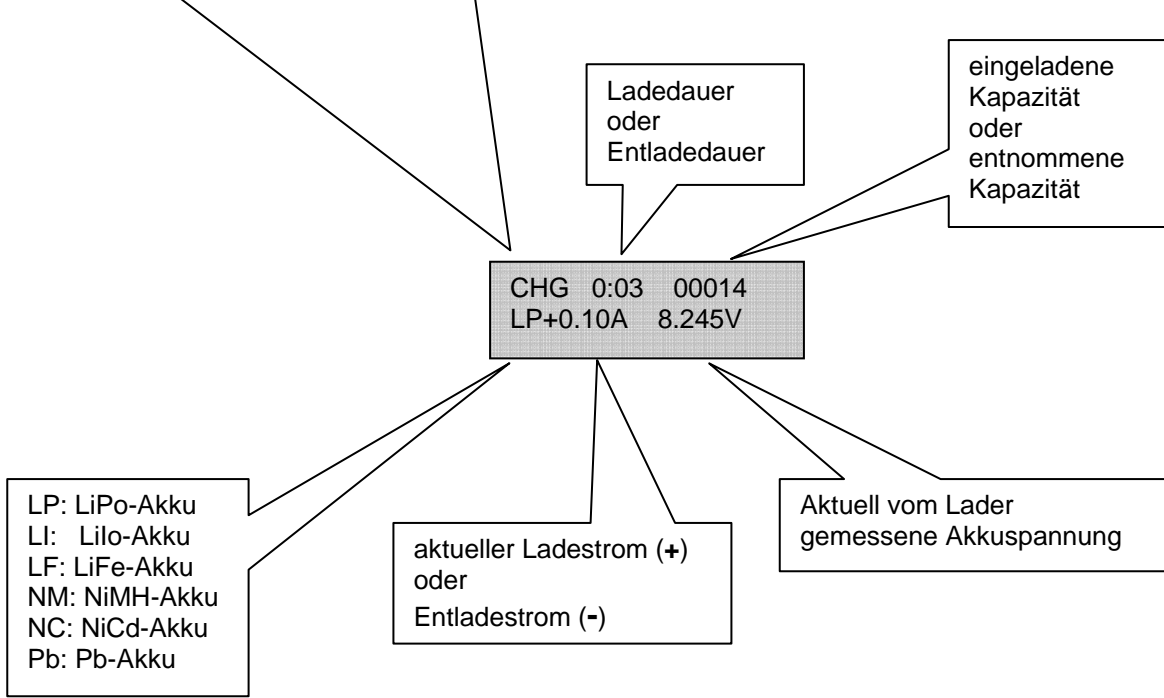 Ladedauer
oder
Entladedauer
eingeladene
Kapazität
oder
entnommene
Kapazität
CHG 0:03 00014
LP+0.10A 8.245V
LP: LiPo-Akku
LI: LiIo-Akku
LF: LiFe-Akku
NM: NiMH-Akku
NC: NiCd-Akku
Pb: Pb-Akku
aktueller Ladestrom (+)
oder
Entladestrom (-)
Aktuell vom Lader
gemessene Akkuspannung